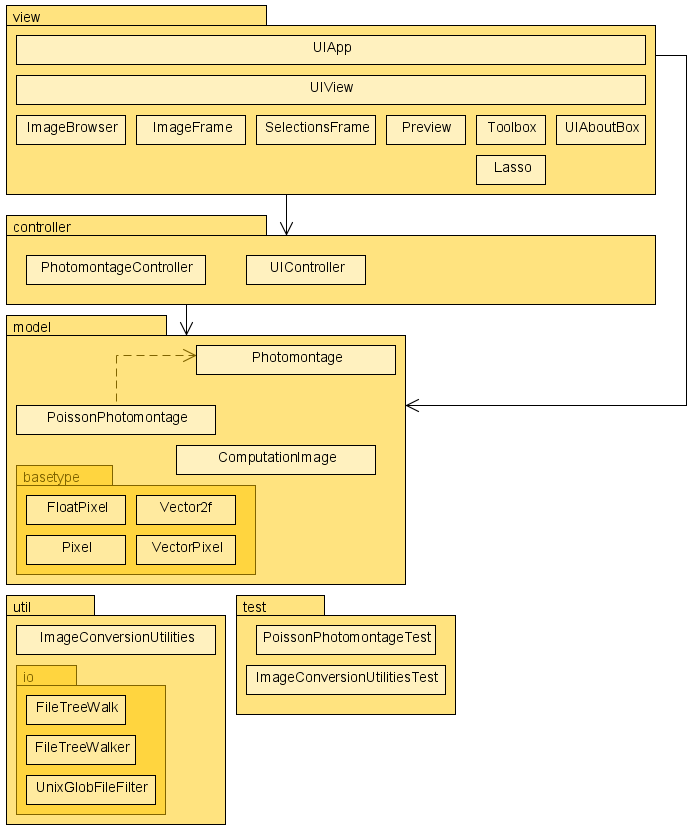 view
UIApp
UIView
ImageBrowser ImageFrame SelectionsFrame Preview Toolbox UIAboutBox
Lasso
controller
PhotomontageController UIController
model
Photomontage
PoissonPhotomontage
ComputationImage
basetype
FloatPixel Vector2f
Pixel VectorPixel
util
ImageConversionUtilities
io
FileTreeWalk
FileTreeWalker
UnixGlobFileFilter
test
PoissonPhotomontageTest
ImageConversionUtilitiesTest